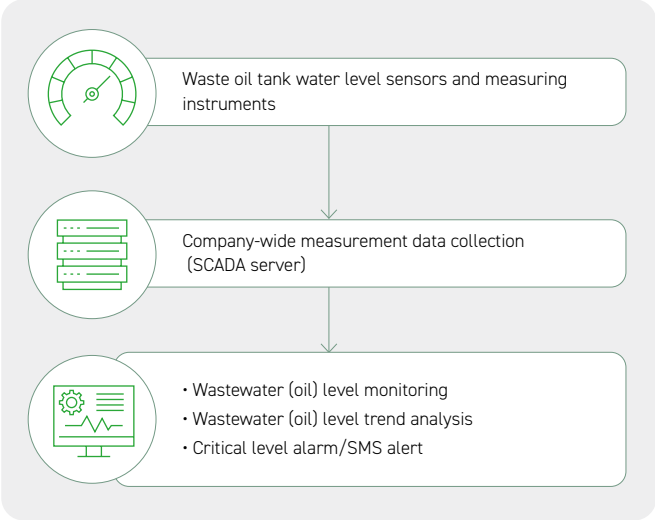 Waste oil tank water level sensors and measuring
instruments
Company-wide measurement data collection
(SCADA server)
• Wastewater (oil) level monitoring
• Wastewater (oil) level trend analysis
• Critical level alarm/SMS alert